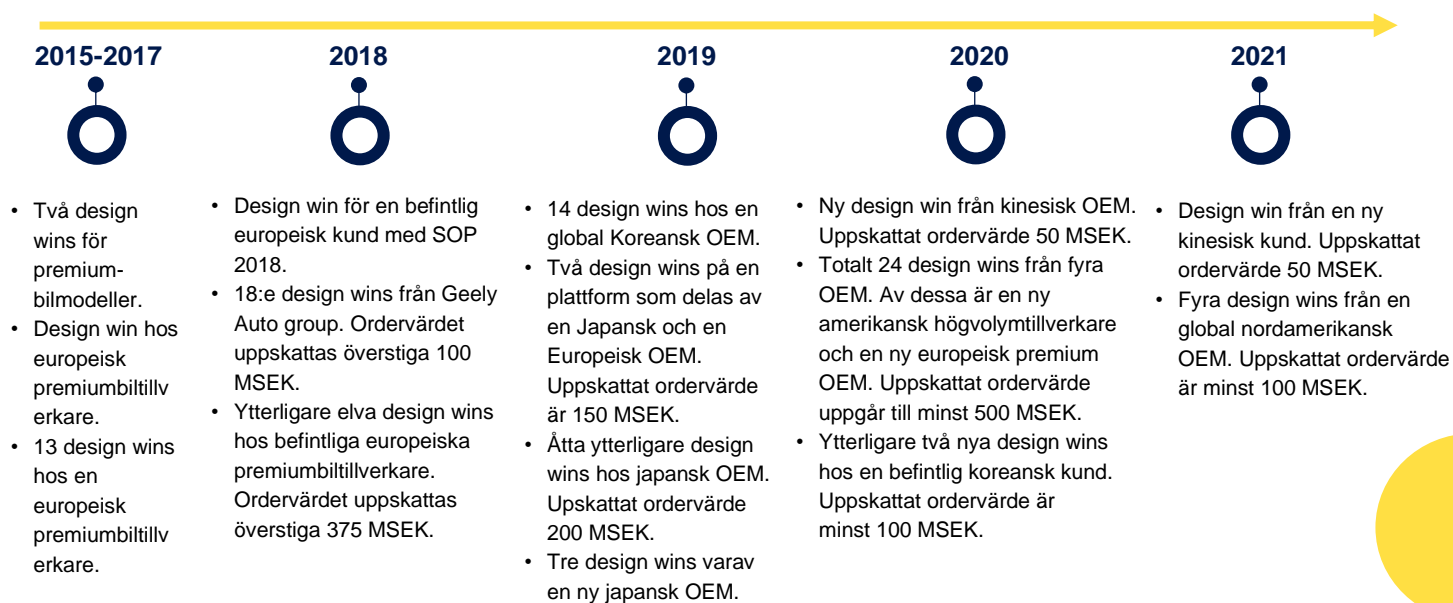 2015-2017
• Två design
wins för
premium-
bilmodeller.
• Design win hos
europeisk
premiumbiltillv
erkare.
• 13 design wins
hos en
europeisk
premiumbiltillv
erkare.
2018
• Design win för en befintlig
europeisk kund med SOP
2018.
• 18:e design wins från Geely
Auto group. Ordervärdet
uppskattas överstiga 100
MSEK.
• Ytterligare elva design wins
hos befintliga europeiska
premiumbiltillverkare.
Ordervärdet uppskattas
överstiga 375 MSEK.
2019
• 14 design wins hos en
global Koreansk OEM.
• Två design wins på en
plattform som delas av
en Japansk och en
Europeisk OEM.
Uppskattat ordervärde
är 150 MSEK.
• Åtta ytterligare design
wins hos japansk OEM.
Upskattat ordervärde
200 MSEK.
• Tre design wins varav
en ny japansk OEM.
2020
• Ny design win från kinesisk OEM.
Uppskattat ordervärde 50 MSEK.
• Totalt 24 design wins från fyra
OEM. Av dessa är en ny
amerikansk högvolymtillverkare
och en ny europeisk premium
OEM. Uppskattat ordervärde
uppgår till minst 500 MSEK.
• Ytterligare två nya design wins
hos en befintlig koreansk kund.
Uppskattat ordervärde är
minst 100 MSEK.
2021
• Design win från en ny
kinesisk kund. Uppskattat
ordervärde 50 MSEK.
• Fyra design wins från en
global nordamerikansk
OEM. Uppskattat ordervärde
är minst 100 MSEK.